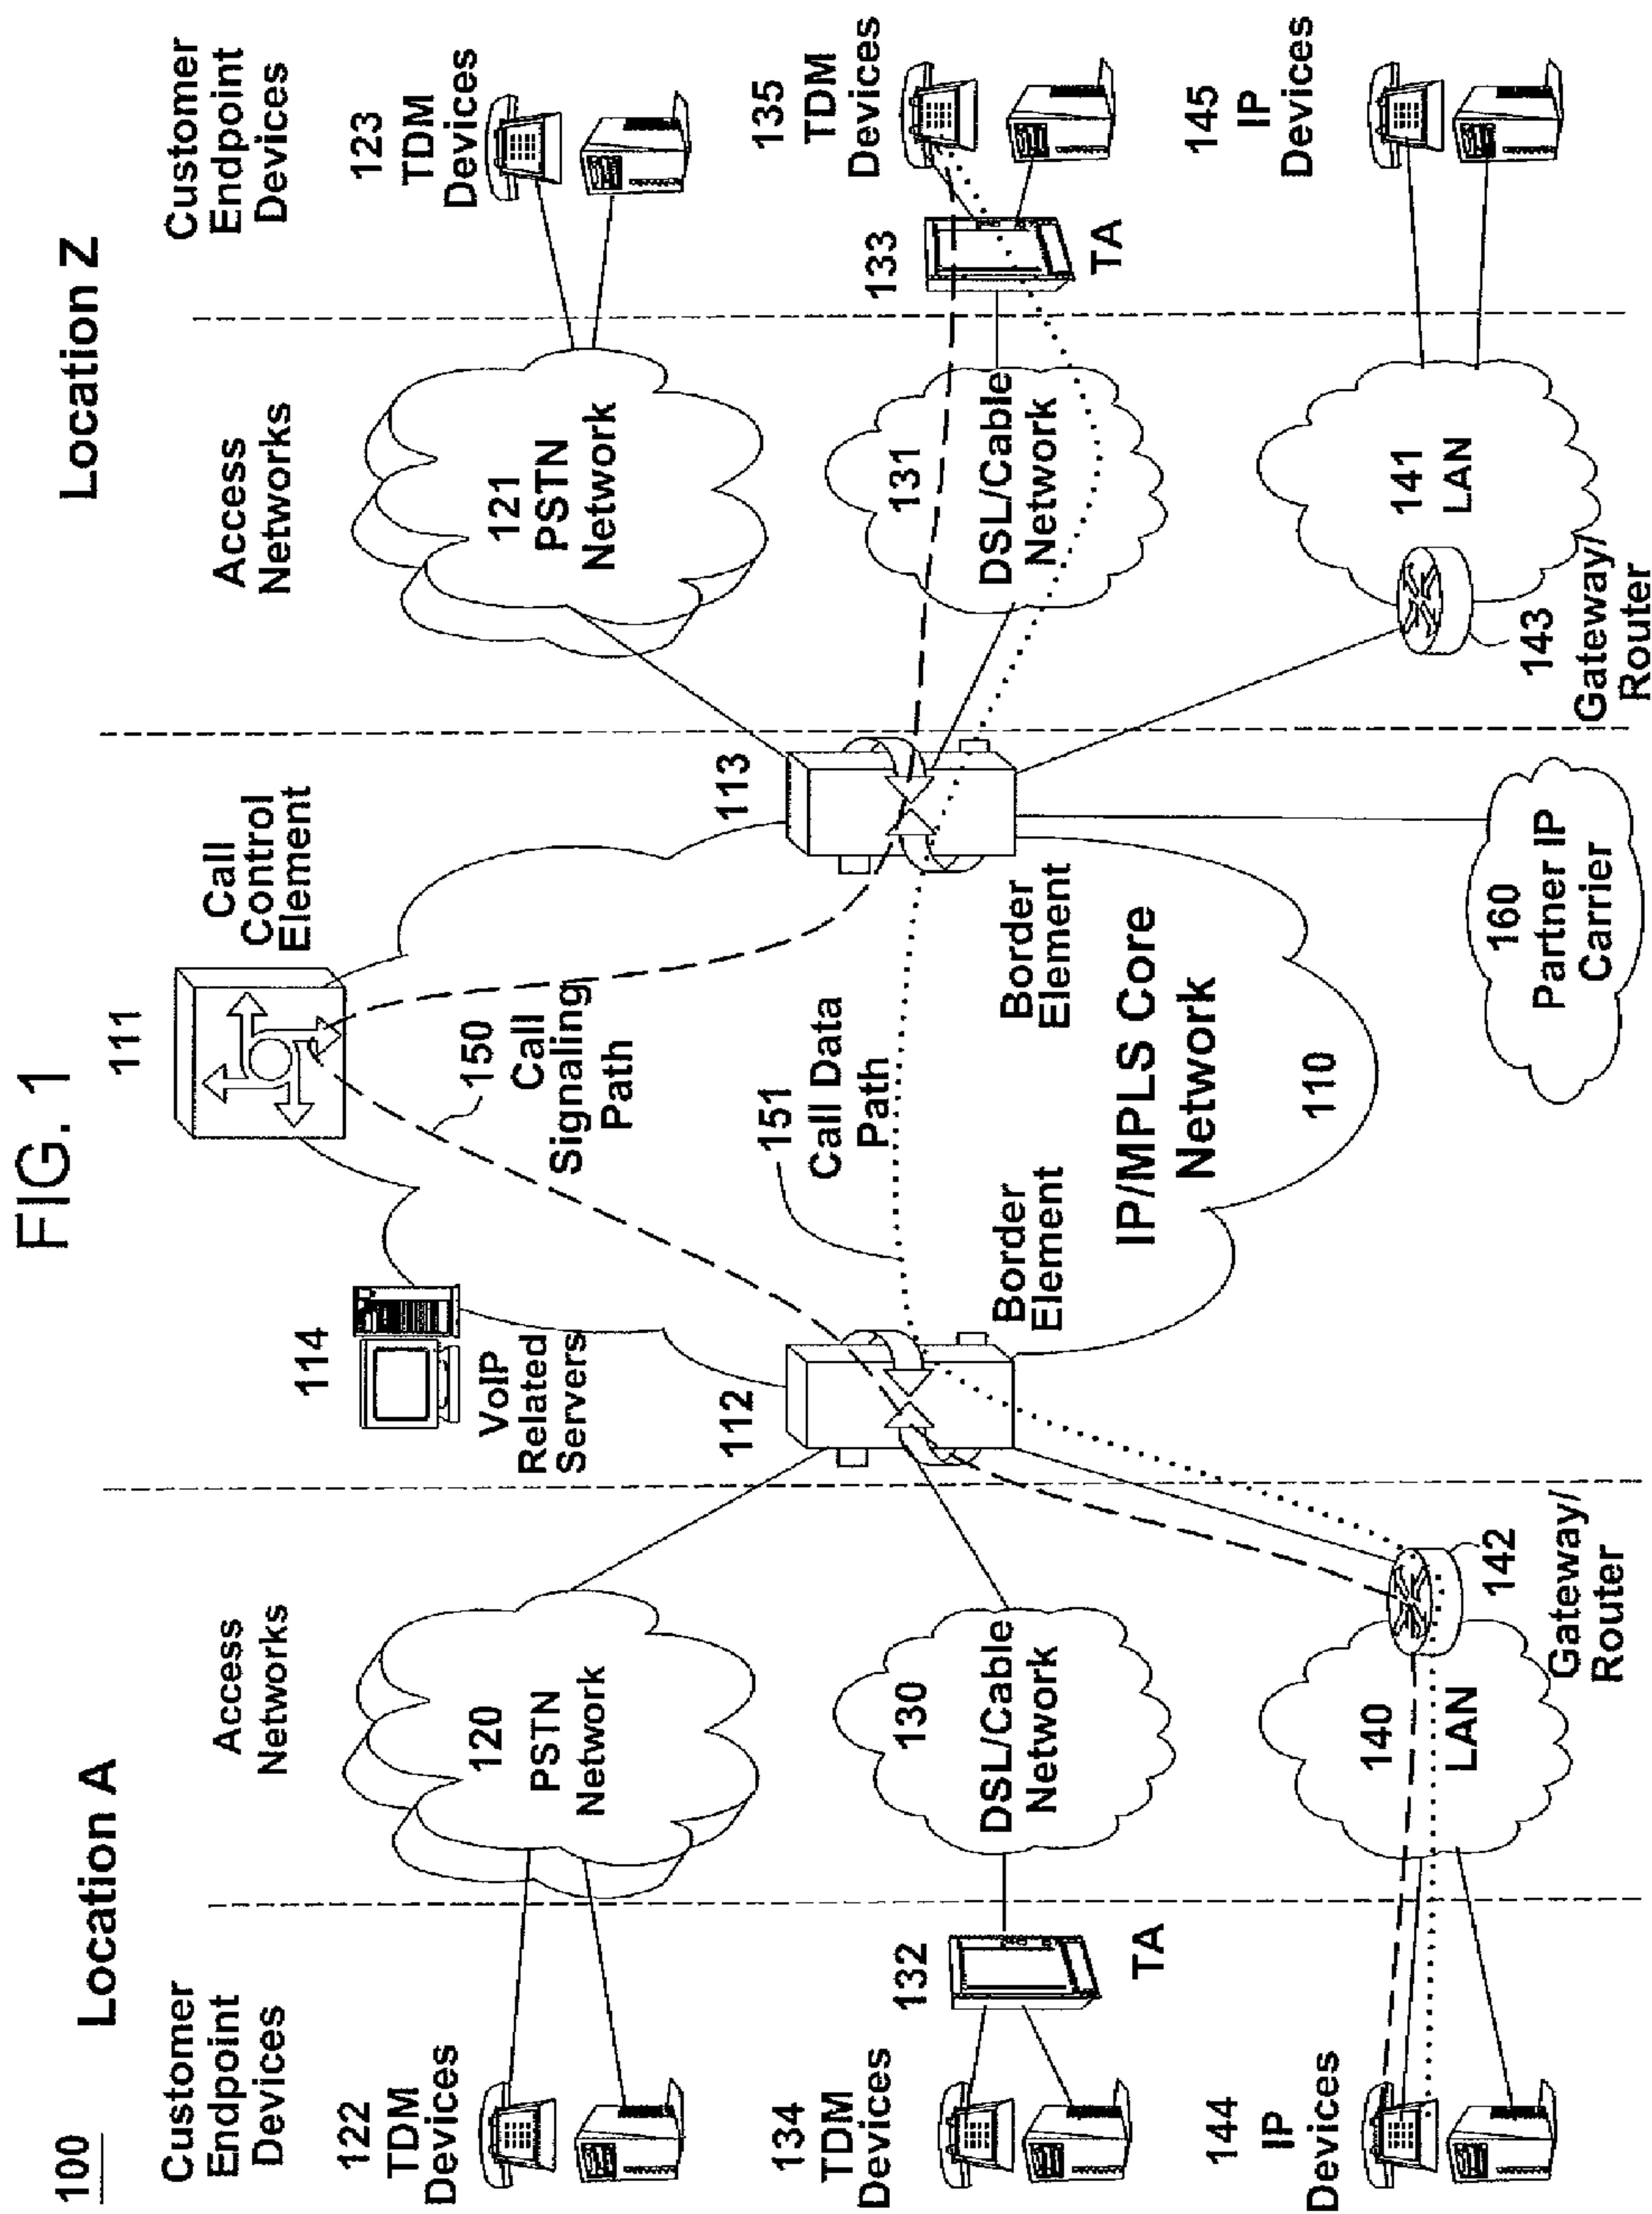 FIG. 1
100
Location A
Location Z
Customer
Endpoint
Devices
Access
Networks
111
Call
Control
Element
Access
Networks
Customer
Endpoint
Devices
114
VoIP
Related
Servers
122
TDM
Devices
120
PSTN
Network
150
Call
Signaling
Path
121
PSTN
Network
123
TDM
Devices
112
Border
Element
151
Call Data
Path
113
Border
Element
134
TDM
Devices
132
TA
130
DSL/Cable
Network
IP/MPLS Core
Network
110
131
DSL/Cable
Network
133
TA
135
TDM
Devices
144
IP
Devices
140
LAN
142
Gateway/
Router
160
Partner IP
Carrier
143
Gateway/
Router
141
LAN
145
IP
Devices